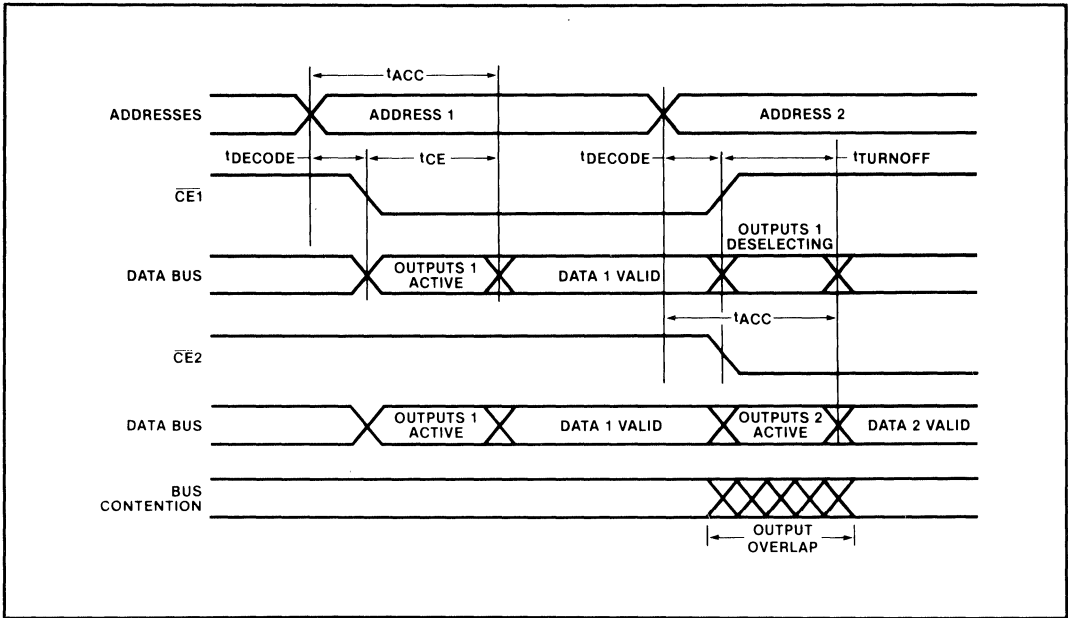 tACC
ADDRESSES
ADDRESS 1
ADDRESS 2
tDECODE
tCE
tDECODE
tTURNOFF
CE1
OUTPUTS 1
DESELECTING
DATA BUS
OUTPUTS 1
ACTIVE
DATA 1 VALID
tACC
CE2
DATA BUS
OUTPUTS 1
ACTIVE
DATA 1 VALID
OUTPUTS 2
ACTIVE
DATA 2 VALID
BUS
CONTENTION
OUTPUT
OVERLAP